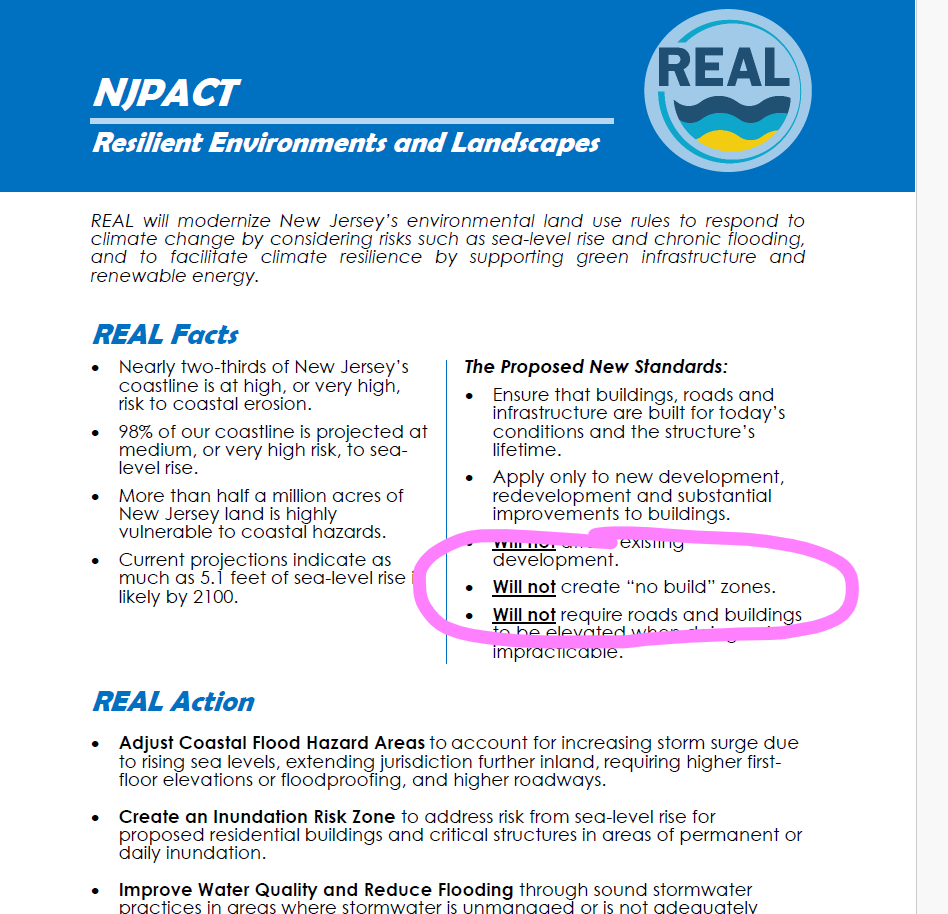 NJPACT
REAL
Resilient Environments and Landscapes
REAL will modernize New Jersey’s environmental land use rules to respond to
climate change by considering risks such as sea-level rise and chronic flooding,
and to facilitate climate resilience by supporting green infrastructure and
renewable energy.
REAL Facts
• Nearly two-thirds of New Jersey’s
coastline is at high, or very high,
risk to coastal erosion.
• 98% of our coastline is projected at
medium, or very high risk, to sea-
level rise.
• More than half a million acres of
New Jersey land is highly
vulnerable to coastal hazards.
• Current projections indicate as
much as 5.1 feet of sea-level rise
likely by 2100.
The Proposed New Standards:
• Ensure that buildings, roads and
infrastructure are built for today’s
conditions and the structure’s
lifetime.
• Apply only to new development,
redevelopment and substantial
improvements to buildings.
• Will not existing
development.
• Will not create “no build” zones.
• Will not require roads and buildings
to be elevated when
impracticable.
REAL Action
• Adjust Coastal Flood Hazard Areas to account for increasing storm surge due
to rising sea levels, extending jurisdiction further inland, requiring higher first-
floor elevations or floodproofing, and higher roadways.
• Create an Inundation Risk Zone to address risk from sea-level rise for
proposed residential buildings and critical structures in areas of permanent or
daily inundation.
• Improve Water Quality and Reduce Flooding through sound stormwater
practices in areas where stormwater is unmanaged or is not adequately